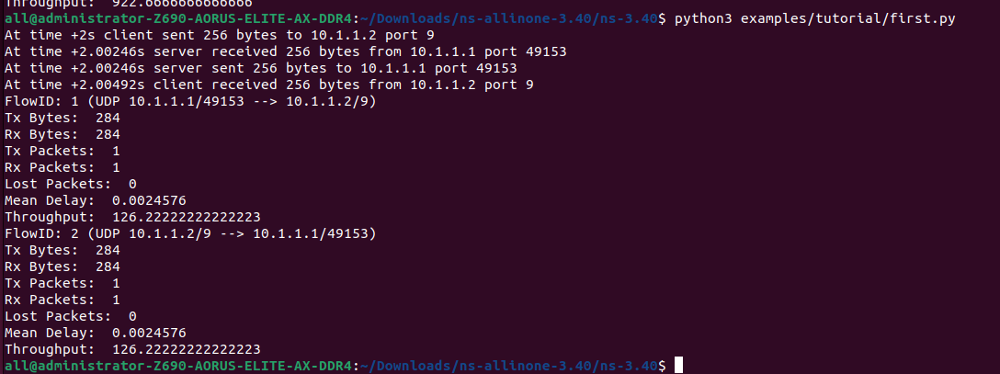 Throughput:  922.6666666666666
all@administrator-Z690-AORUS-ELITE-AX-DDR4:~/Downloads/ns-allinone-3.40/ns-3.40$ python3 examples/tutorial/first.py
At time +2s client sent 256 bytes to 10.1.1.2 port 9
At time +2.00246s server received 256 bytes from 10.1.1.1 port 49153
At time +2.00246s server sent 256 bytes to 10.1.1.1 port 49153
At time +2.00492s client received 256 bytes from 10.1.1.2 port 9
FlowID: 1 (UDP 10.1.1.1/49153 --> 10.1.1.2/9)
Tx Bytes:  284
Rx Bytes:  284
Tx Packets:  1
Rx Packets:  1
Lost Packets:  0
Mean Delay:  0.0024576
Throughput:  126.22222222222223
FlowID: 2 (UDP 10.1.1.2/9 --> 10.1.1.1/49153)
Tx Bytes:  284
Rx Bytes:  284
Tx Packets:  1
Rx Packets:  1
Lost Packets:  0
Mean Delay:  0.0024576
Throughput:  126.22222222222223
all@administrator-Z690-AORUS-ELITE-AX-DDR4:~/Downloads/ns-allinone-3.40/ns-3.40$